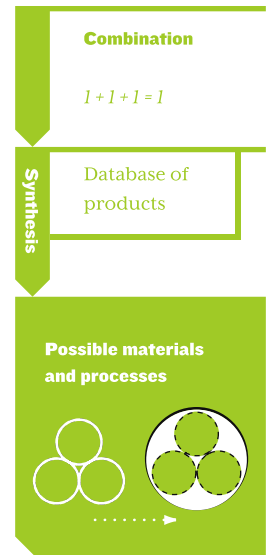 Combination
1 + 1 + 1 = 1
Synthesis
Database of
products
Possible materials
and processes